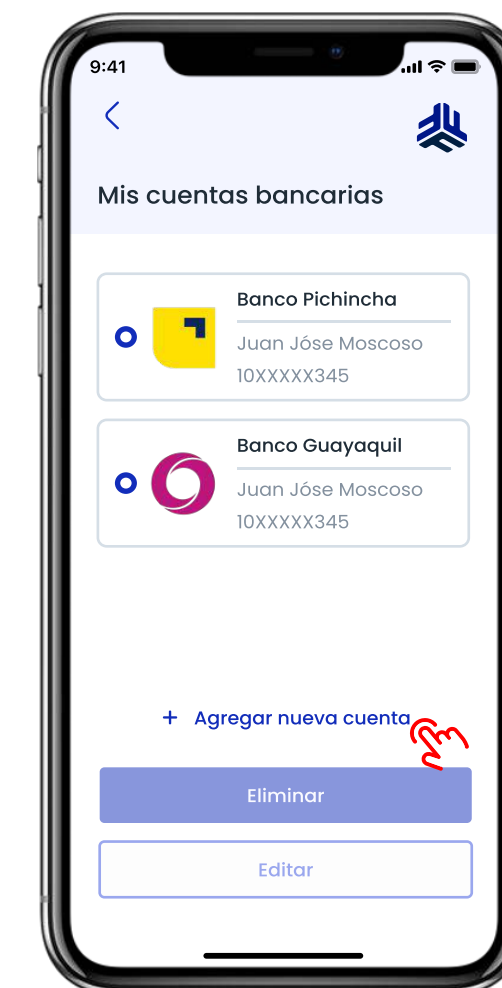 9:41
Mis cuentas bancarias
Banco Pichincha
Juan Jóse Moscoso
10XXXXX345
Banco Guayaquil
Juan Jóse Moscoso
10XXXXX345
+ Agregar nueva cuenta
Eliminar
Editar